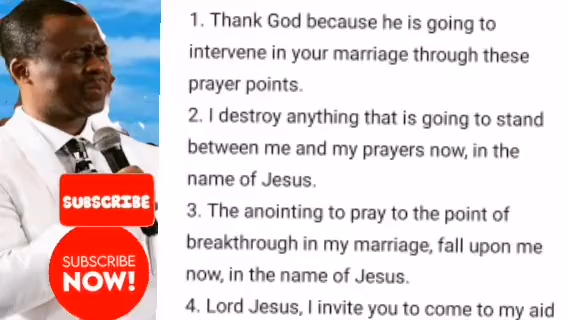 1. Thank God because he is going to
intervene in your marriage through these
prayer points.
2. I destroy anything that is going to stand
between me and my prayers now, in the
name of Jesus.
3. The anointing to pray to the point of
breakthrough in my marriage, fall upon me
now, in the name of Jesus.
4. Lord Jesus, I invite you to come to my aid
SUBSCRIBE
SUBSCRIBE
NOW!